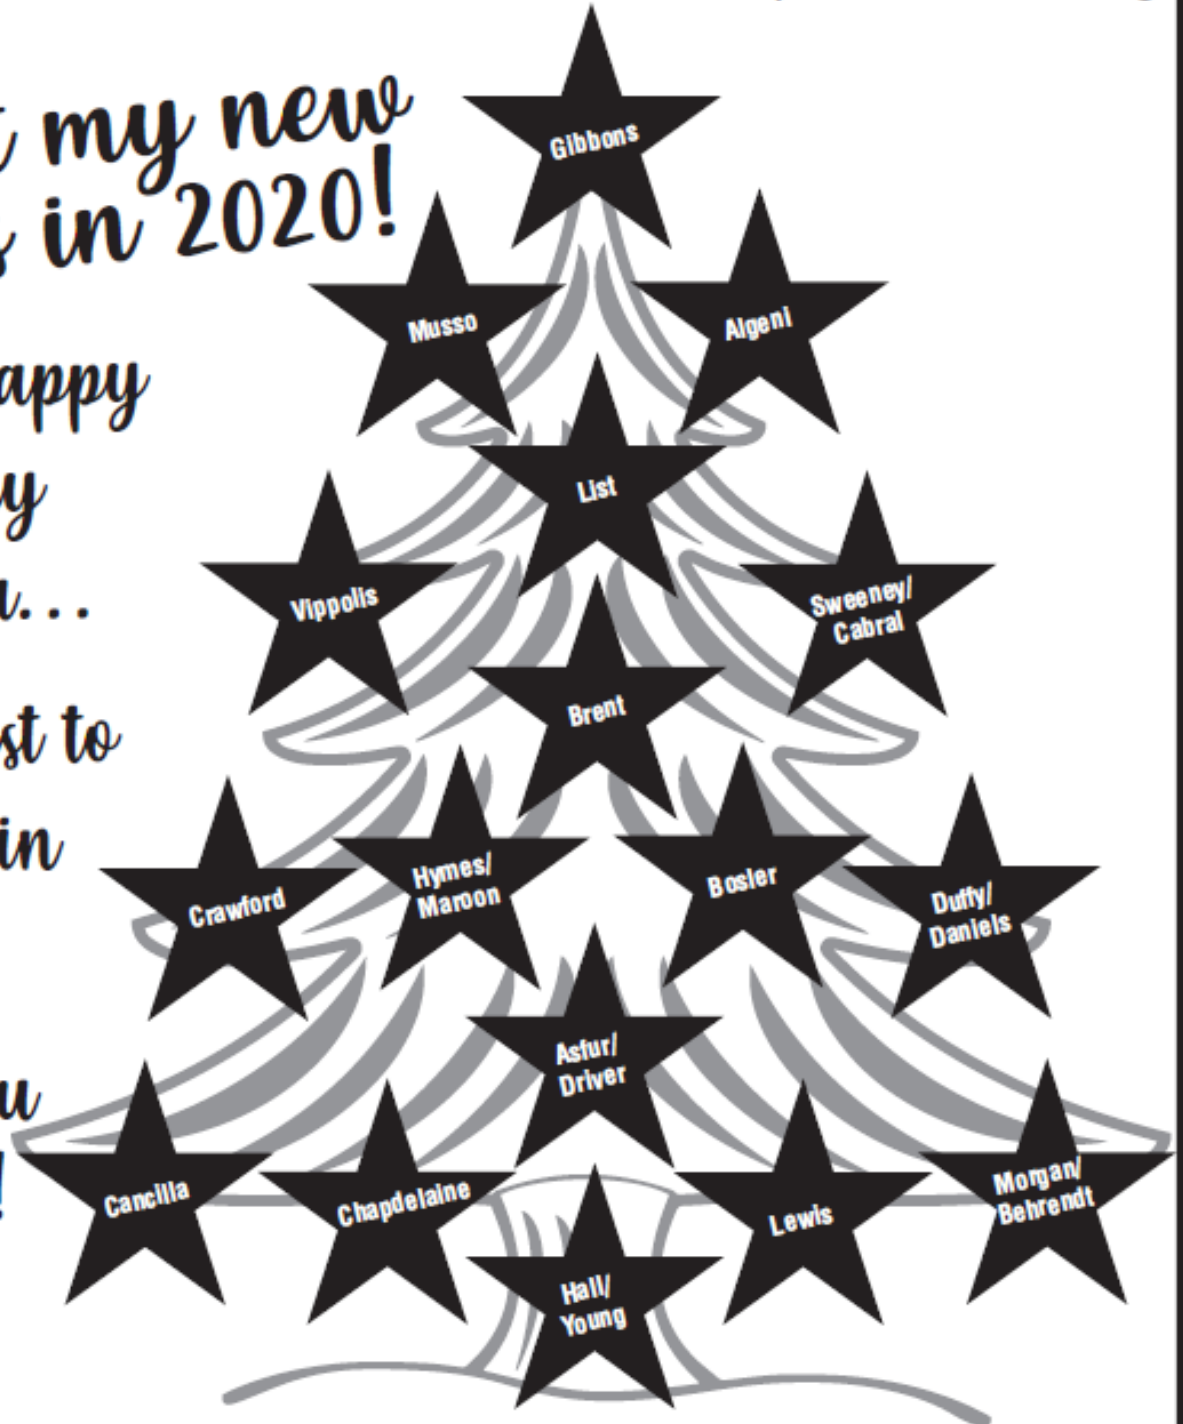 my new
in 2020!
appy
y
...
st to
in
u
!
Gibbons
Musso
Algeni
List
Vippolis
Sweeney/
Cabral
Brent
Crawford
Hymes/
Maroon
Bosler
Duffy/
Daniels
Asfur/
Driver
Cancilla
Chapdelaine
Lewis
Morgan/
Behrendt
Hall/
Young